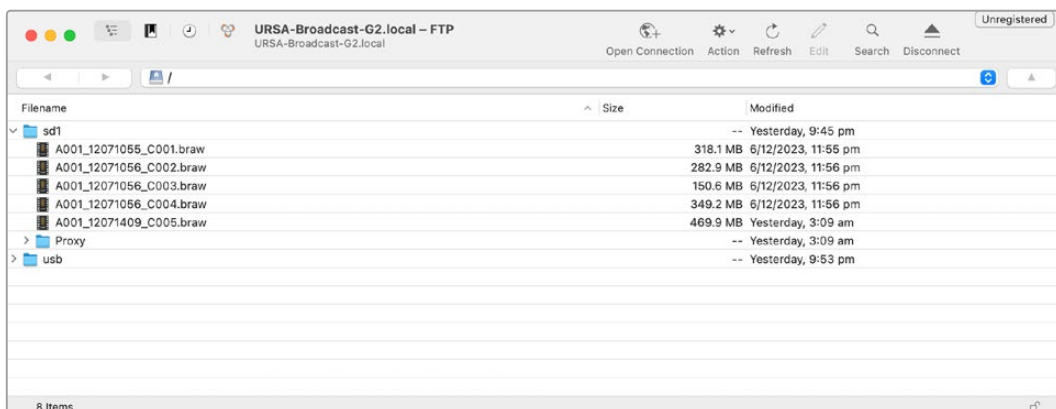 URSA-Broadcast-G2.local – FTP
URSA-Broadcast-G2.local
Open Connection Action Refresh Edit Search Disconnect
Unregistered
/
Filename Size Modified
sd1 -- Yesterday, 9:45 pm
A001_12071055_C001.braw 318.1 MB 6/12/2023, 11:55 pm
A001_12071056_C002.braw 282.9 MB 6/12/2023, 11:56 pm
A001_12071056_C003.braw 150.6 MB 6/12/2023, 11:56 pm
A001_12071056_C004.braw 349.2 MB 6/12/2023, 11:56 pm
A001_12071409_C005.braw 469.9 MB Yesterday, 3:09 am
Proxy -- Yesterday, 3:09 am
usb -- Yesterday, 9:53 pm
8 Items